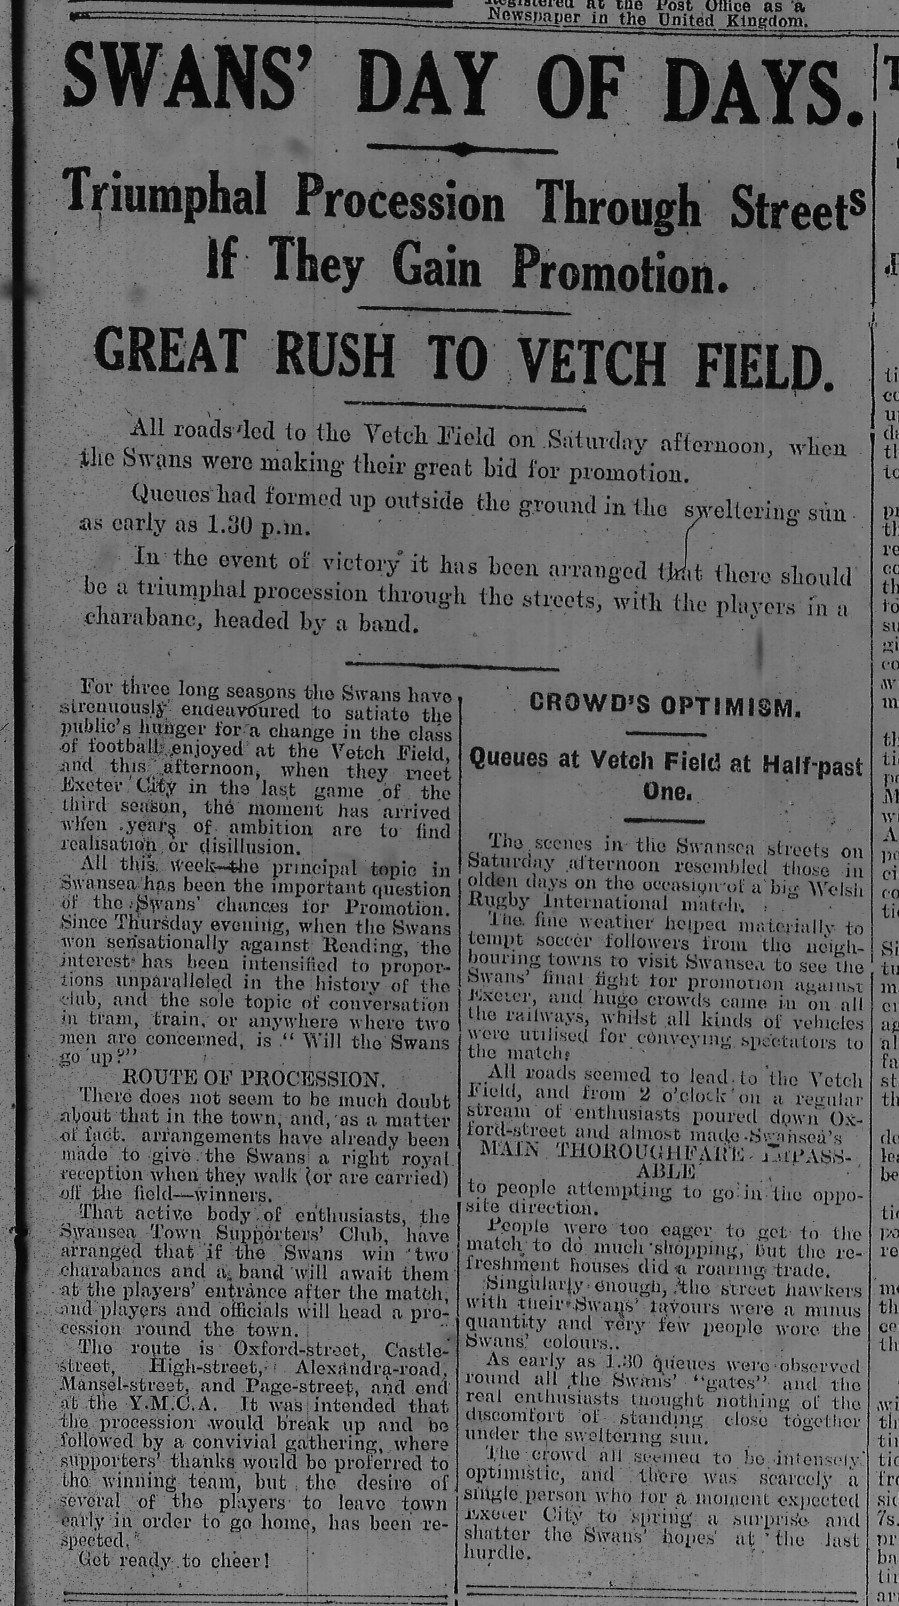 Registered at the Post Office as a
Newspaper in the United Kingdom.
SWANS' DAY OF DAYS.
Triumphal Procession Through Streets
If They Gain Promotion.
GREAT RUSH TO VETCH FIELD.
All roads led to the Vetch Field on Saturday afternoon, when
the Swans were making their great bid for promotion.
Queues had formed up outside the ground in the sweltering sun
as early as 1.30 p.m.
In the event of victory it has been arranged that there should
be a triumphal procession through the streets, with the players in a
charabanc, headed by a band.
For three long seasons the Swans have
strenuously endeavoured to satiate the
public's hunger for a change in the class
of football enjoyed at the Vetch Field,
and this afternoon, when they meet
Exeter City in the last game of the
third season, the moment has arrived
when years of ambition are to find
realisation or disillusion.
All this week—the principal topic in
Swansea has been the important question
of the Swans' chances for Promotion.
Since Thursday evening, when the Swans
won sensationally against Reading, the
interest has been intensified to propor-
tions unparalleled in the history of the
club, and the sole topic of conversation
in tram, train, or anywhere where two
men are concerned, is " Will the Swans
go up?"
ROUTE OF PROCESSION.
There does not seem to be much doubt
about that in the town, and, as a matter
of fact, arrangements have already been
made to give the Swans a right royal
reception when they walk (or are carried)
off the field—winners.
That active body of enthusiasts, the
Swansea Town Supporters' Club, have
arranged that if the Swans win two
charabancs and a band will await them
at the players' entrance after the match,
and players and officials will head a pro-
cession round the town.
The route is Oxford-street, Castle-
street, High-street, Alexandra-road,
Mansel-street, and Page-street, and end
at the Y.M.C.A. It was intended that
the procession would break up and be
followed by a convivial gathering, where
supporters' thanks would be proferred to
the winning team, but the desire of
several of the players to leave town
early in order to go home, has been re-
spected.
Get ready to cheer!
CROWD'S OPTIMISM.
Queues at Vetch Field at Half-past
One.
The scenes in the Swansea streets on
Saturday afternoon resembled those in
olden days on the occasion of a big Welsh
Rugby International match.
The fine weather helped materially to
tempt soccer followers from the neigh-
bouring towns to visit Swansea to see the
Swans' final fight for promotion against
Exeter, and huge crowds came in on all
the railways, whilst all kinds of vehicles
were utilised for conveying spectators to
the match.
All roads seemed to lead to the Vetch
Field, and from 2 o'clock on a regular
stream of enthusiasts poured down Ox-
ford-street and almost made Swansea's
MAIN THOROUGHFARE IMPASS-
ABLE
to people attempting to go in the oppo-
site direction.
People were too eager to get to the
match to do much shopping, but the re-
freshment houses did a roaring trade.
Singularly enough, the street hawkers
with their Swans' favours were a minus
quantity and very few people wore the
Swans' colours..
As early as 1.30 queues were observed
round all the Swans' "gates" and the
real enthusiasts thought nothing of the
discomfort of standing close together
under the sweltering sun.
The crowd all seemed to be intensely
optimistic, and there was scarcely a
single person who for a moment expected
Exeter City to spring a surprise and
shatter the Swans' hopes at the last
hurdle.